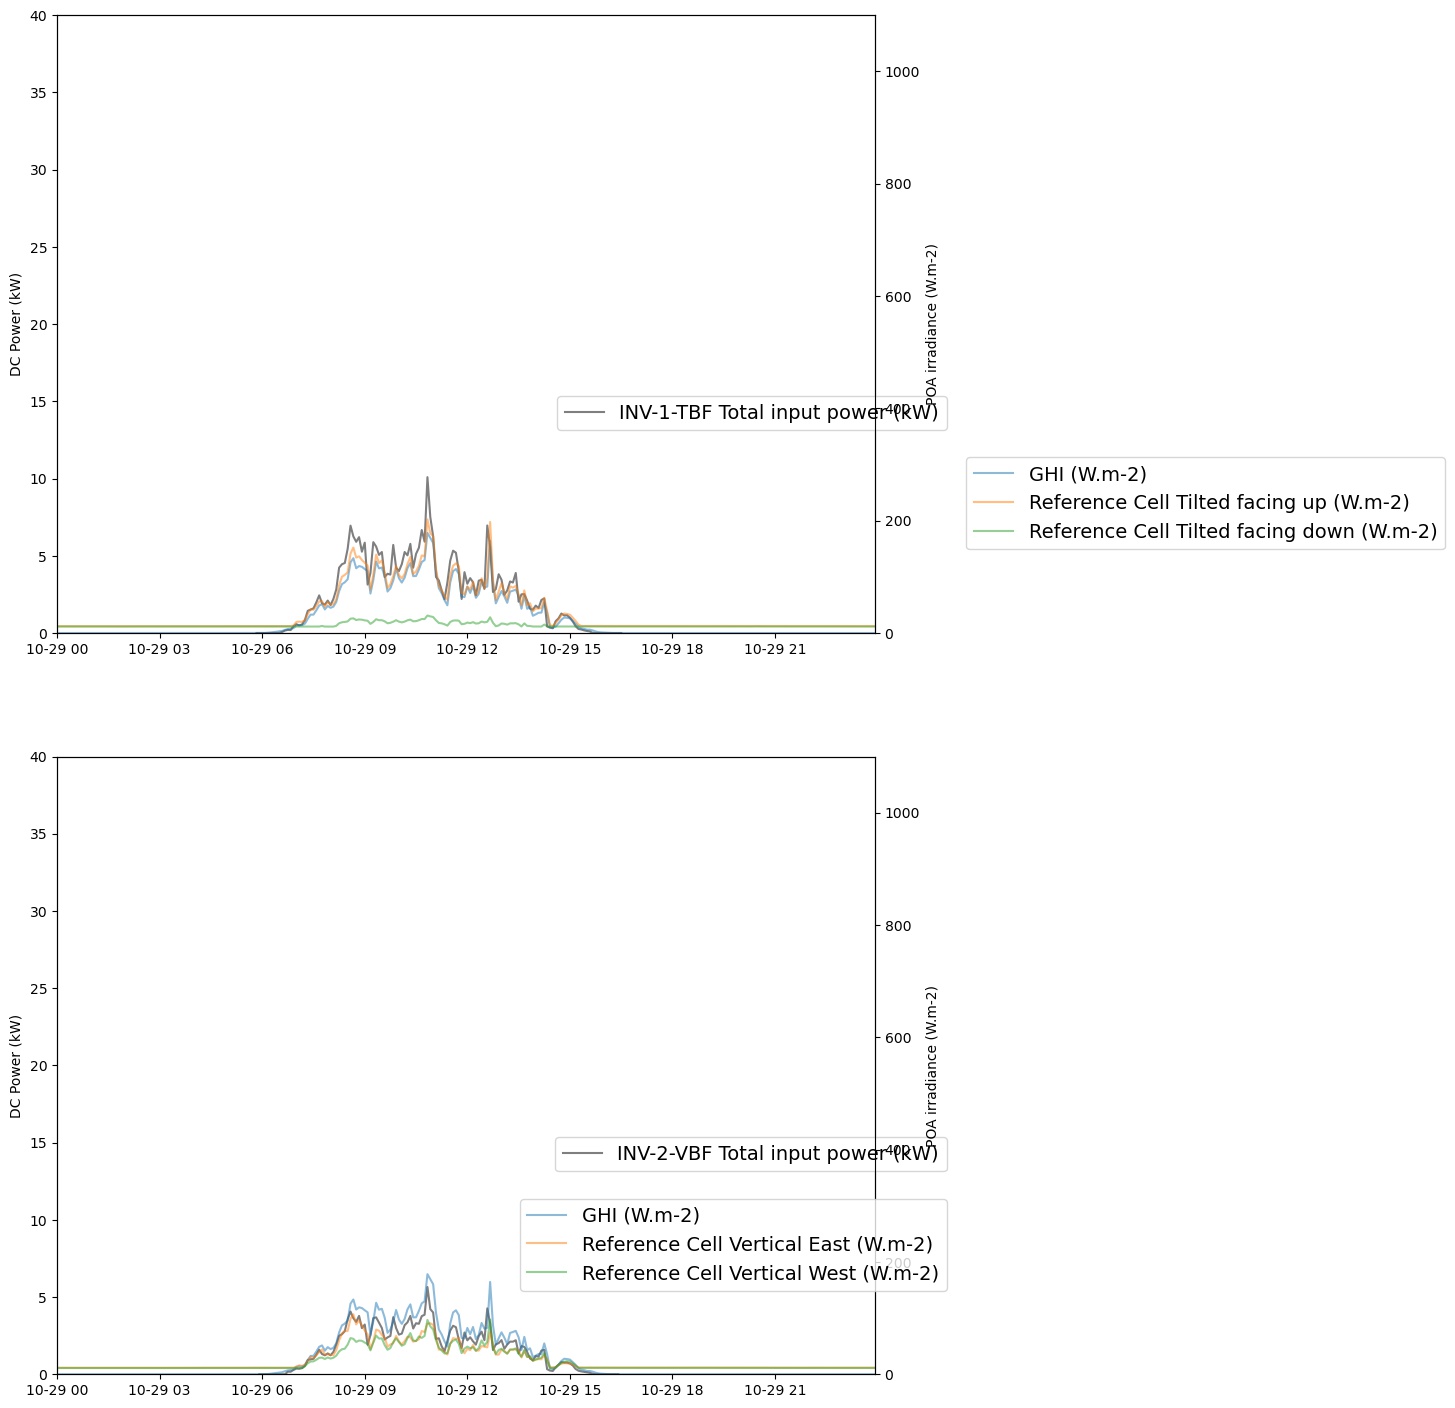 40
35
30
25
20
15
10
5
0
DC Power (kW)
1000
800
600
400
200
0
POA irradiance (W.m-2)
INV-1-TBF Total input power (kW)
GHI (W.m-2)
Reference Cell Tilted facing up (W.m-2)
Reference Cell Tilted facing down (W.m-2)
10-29 00 10-29 03 10-29 06 10-29 09 10-29 12 10-29 15 10-29 18 10-29 21
40
35
30
25
20
15
10
5
0
DC Power (kW)
1000
800
600
400
200
0
POA irradiance (W.m-2)
INV-2-VBF Total input power (kW)
GHI (W.m-2)
Reference Cell Vertical East (W.m-2)
Reference Cell Vertical West (W.m-2)
10-29 00 10-29 03 10-29 06 10-29 09 10-29 12 10-29 15 10-29 18 10-29 21